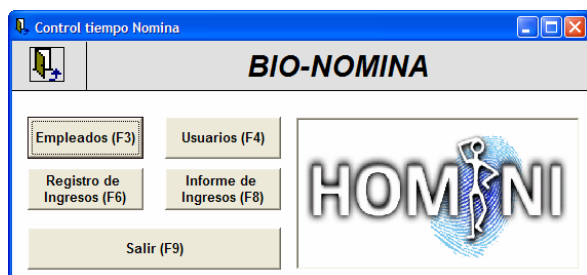 Control tiempo Nomina
BIO-NOMINA
Empleados (F3)
Usuarios (F4)
Registro de
Ingresos (F6)
Informe de
Ingresos (F8)
Salir (F9)
HOMINI